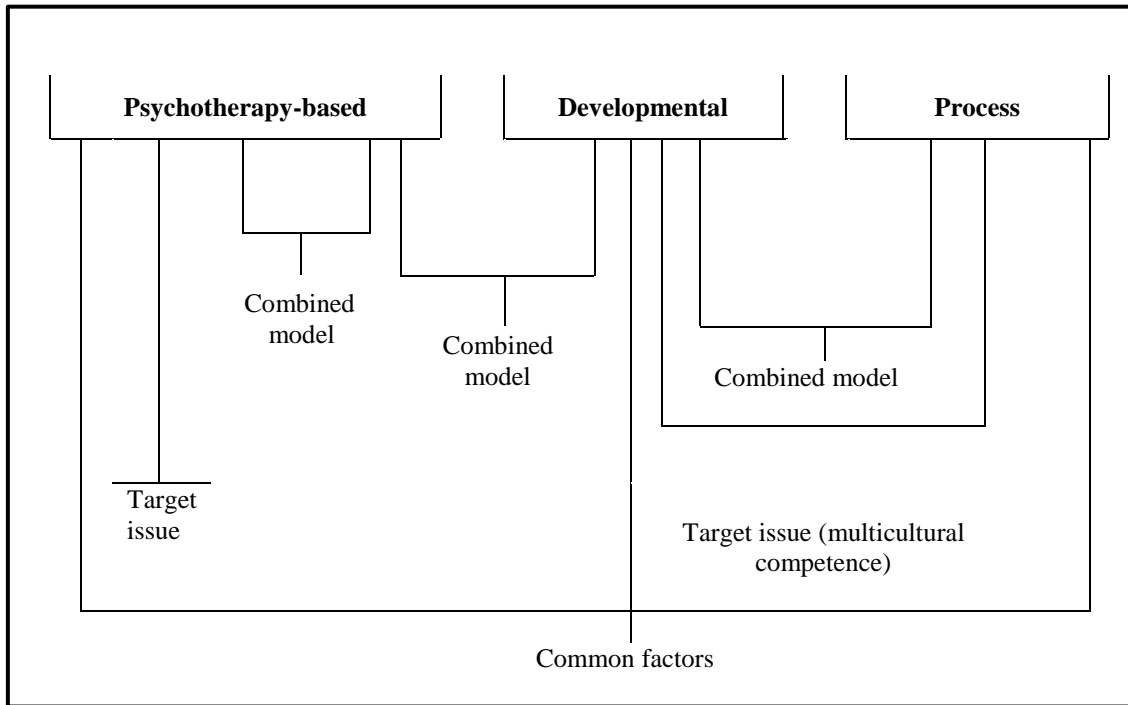 Psychotherapy-based
Developmental
Process
Combined
model
Combined
model
Combined model
Target
issue
Target issue (multicultural
competence)
Common factors